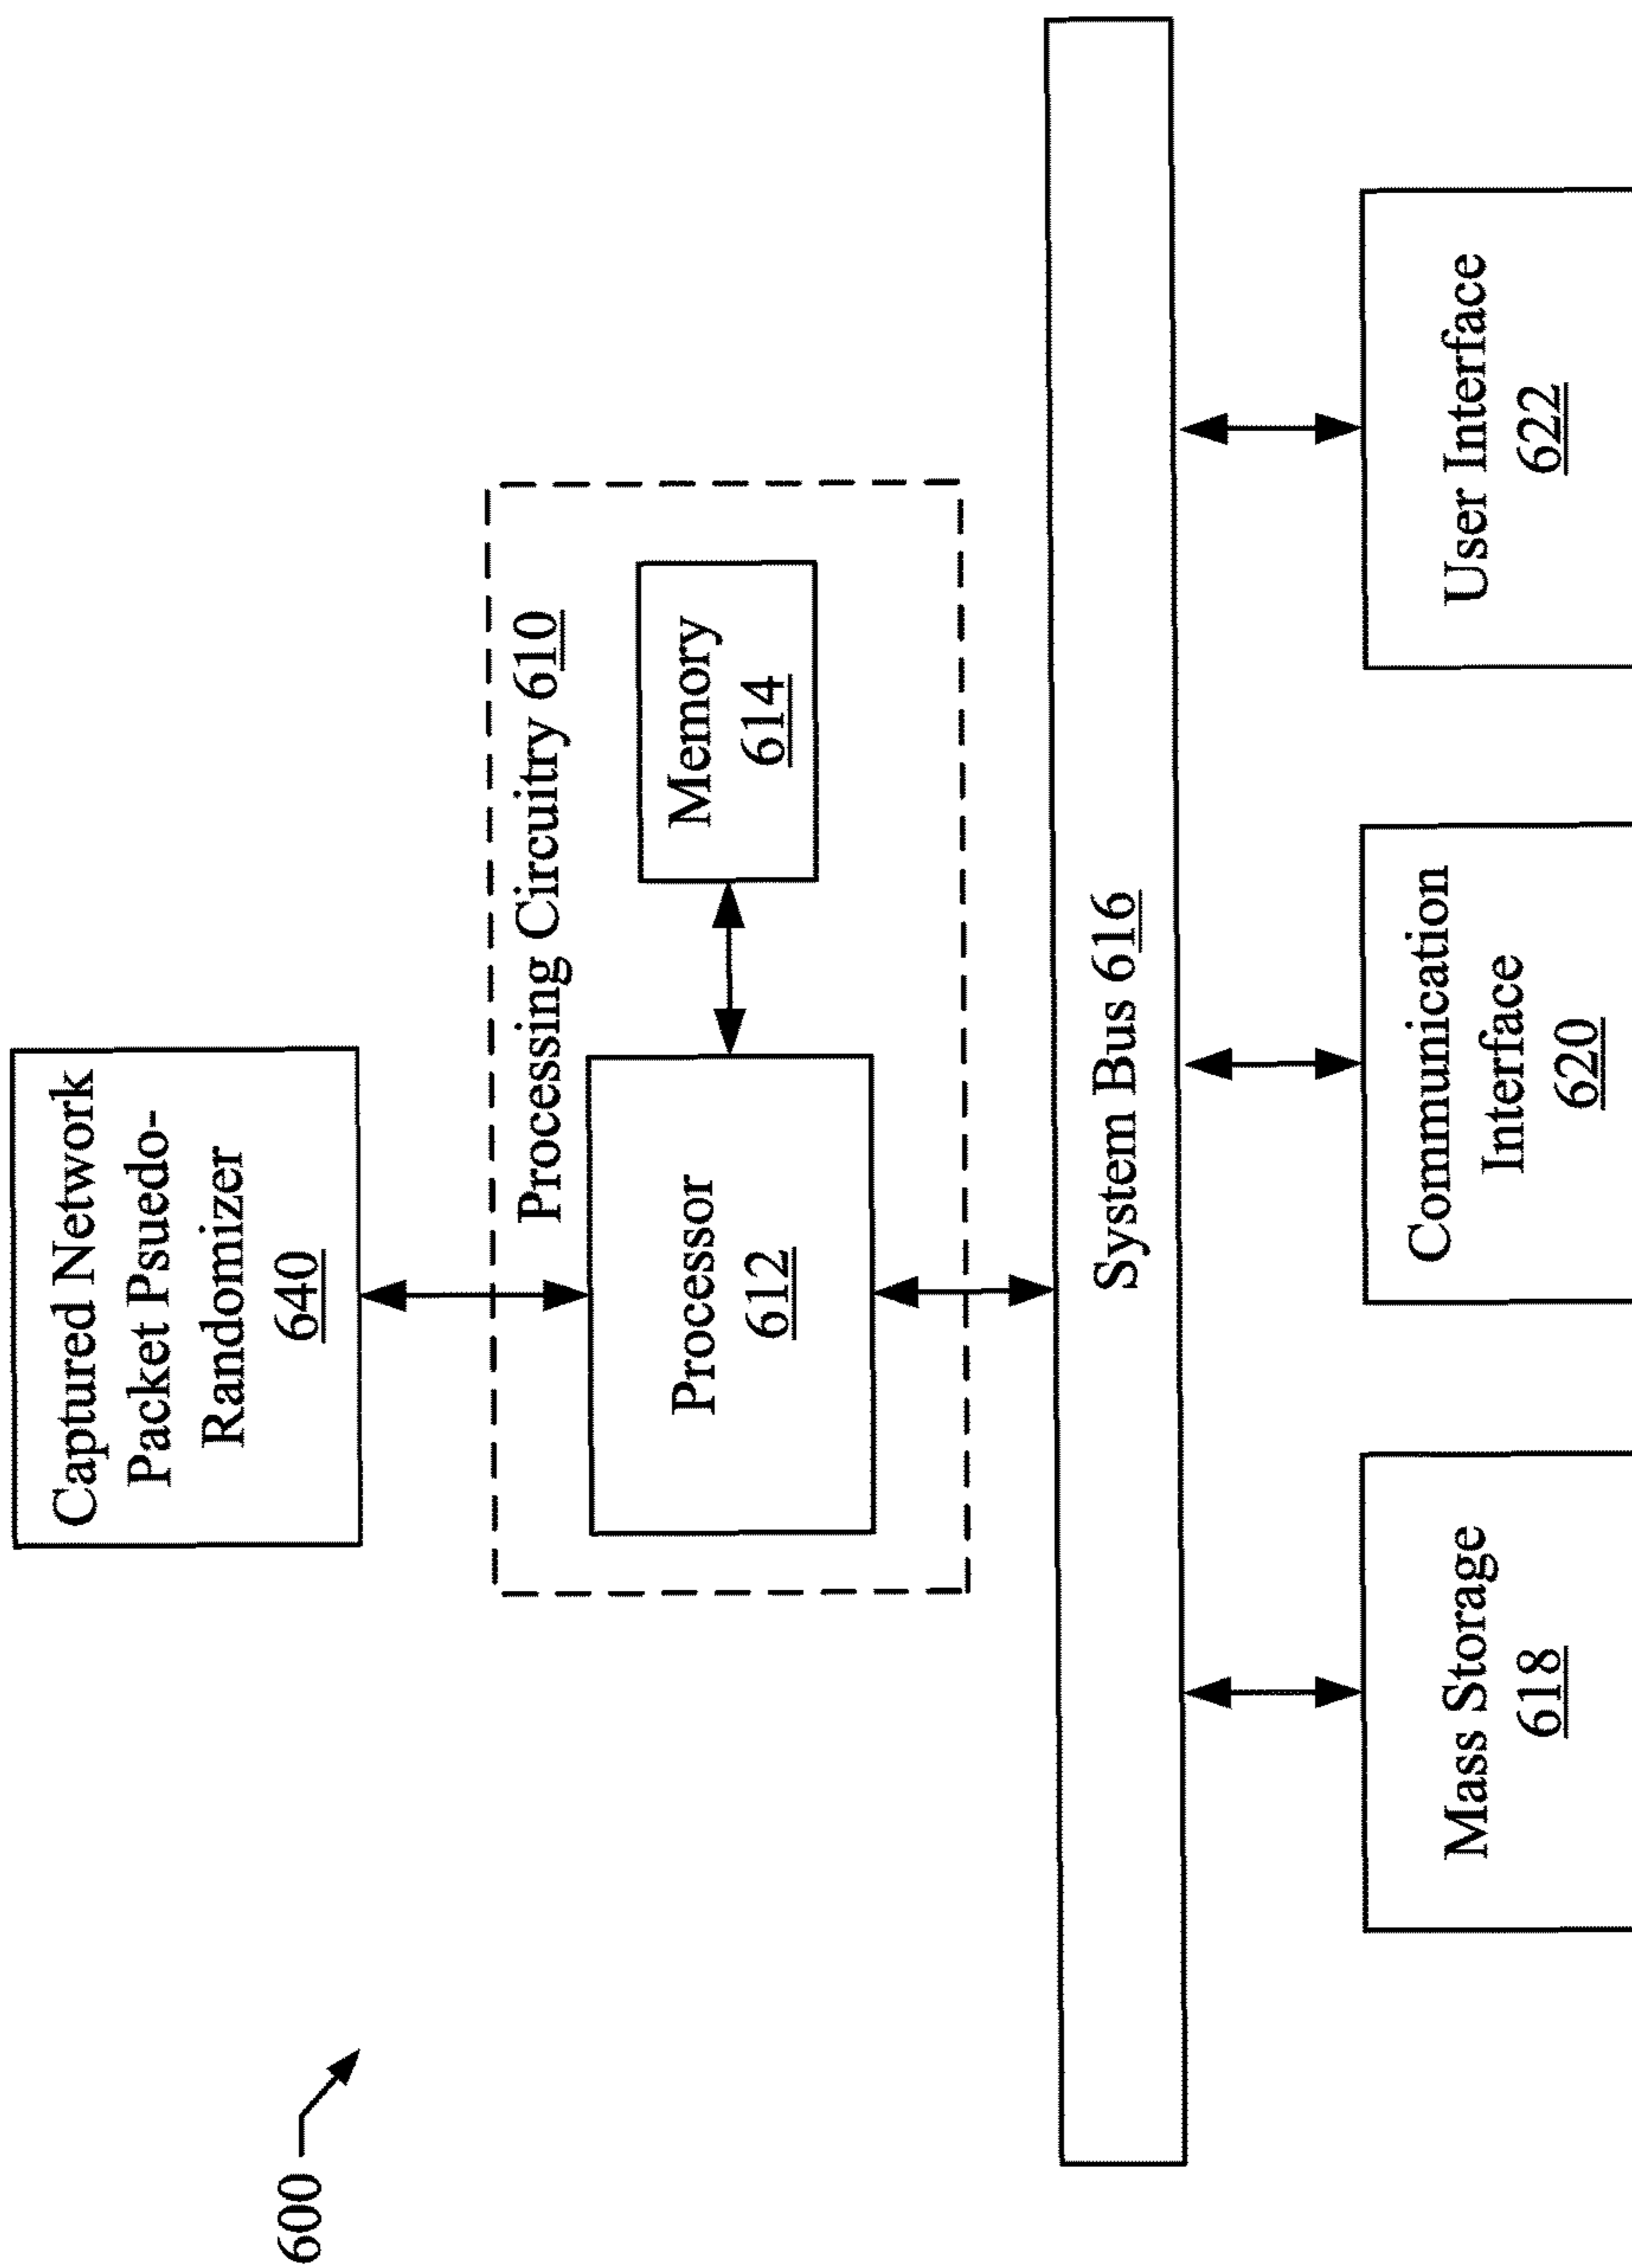 600
Captured Network
Packet Psuedo-
Randomizer
640
Processing Circuitry 610
Processor
612
Memory
614
System Bus 616
Mass Storage
618
Communication
Interface
620
User Interface
622